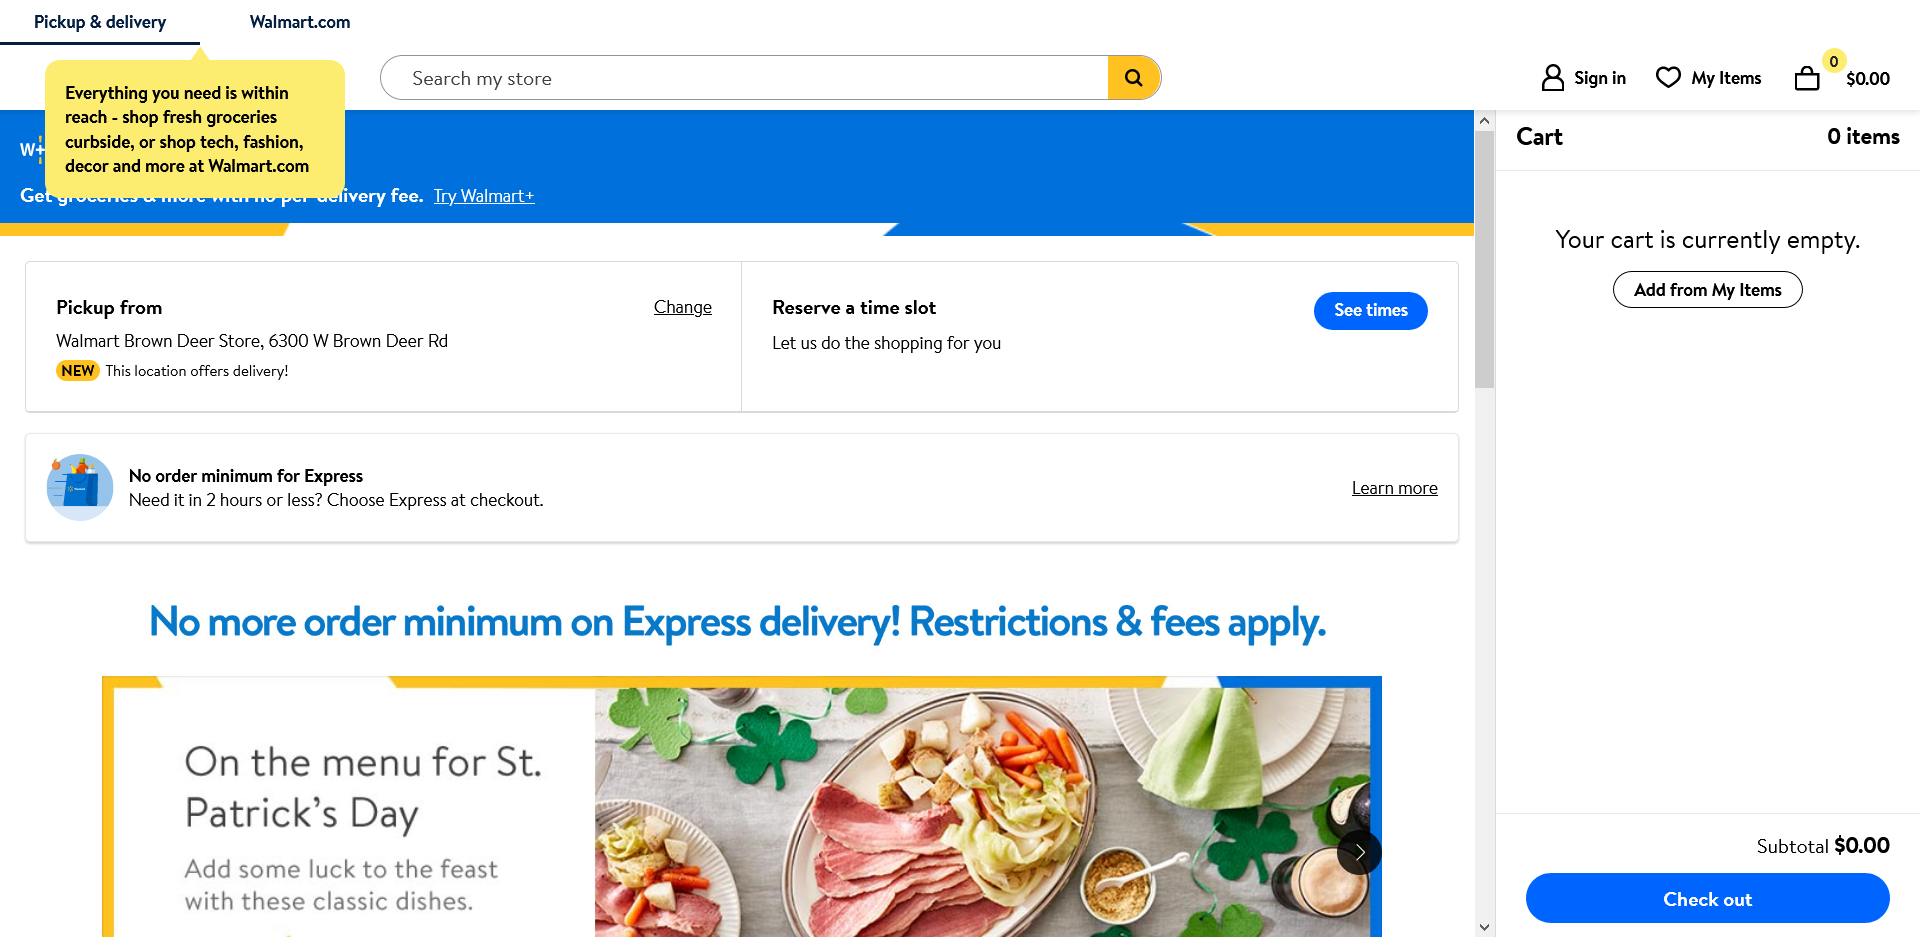 Pickup & delivery
Walmart.com
Everything you need is within
reach - shop fresh groceries
curbside, or shop tech, fashion,
decor and more at Walmart.com
Search my store
Sign in
My Items
0
$0.00
W+
Get groceries & more with no per-delivery fee. Try Walmart+
Pickup from
Change
Walmart Brown Deer Store, 6300 W Brown Deer Rd
NEW This location offers delivery!
Reserve a time slot
Let us do the shopping for you
See times
No order minimum for Express
Need it in 2 hours or less? Choose Express at checkout.
Learn more
No more order minimum on Express delivery! Restrictions & fees apply.
On the menu for St.
Patrick's Day
Add some luck to the feast
with these classic dishes.
Cart
0 items
Your cart is currently empty.
Add from My Items
Subtotal $0.00
Check out